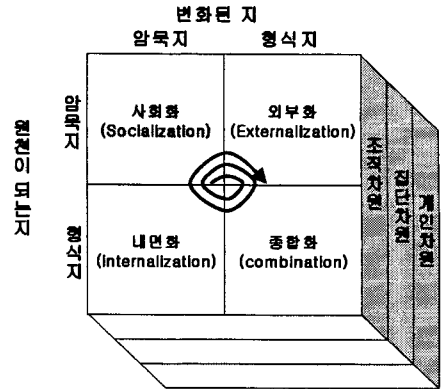 변화된 지
암묵지 형식지
원천이 되는지
암묵지
사회화
(Socialization)
외부화
(Externalization)
형식지
내면화
(Internalization)
종합화
(combination)
조직차원
집단차원
개인차원